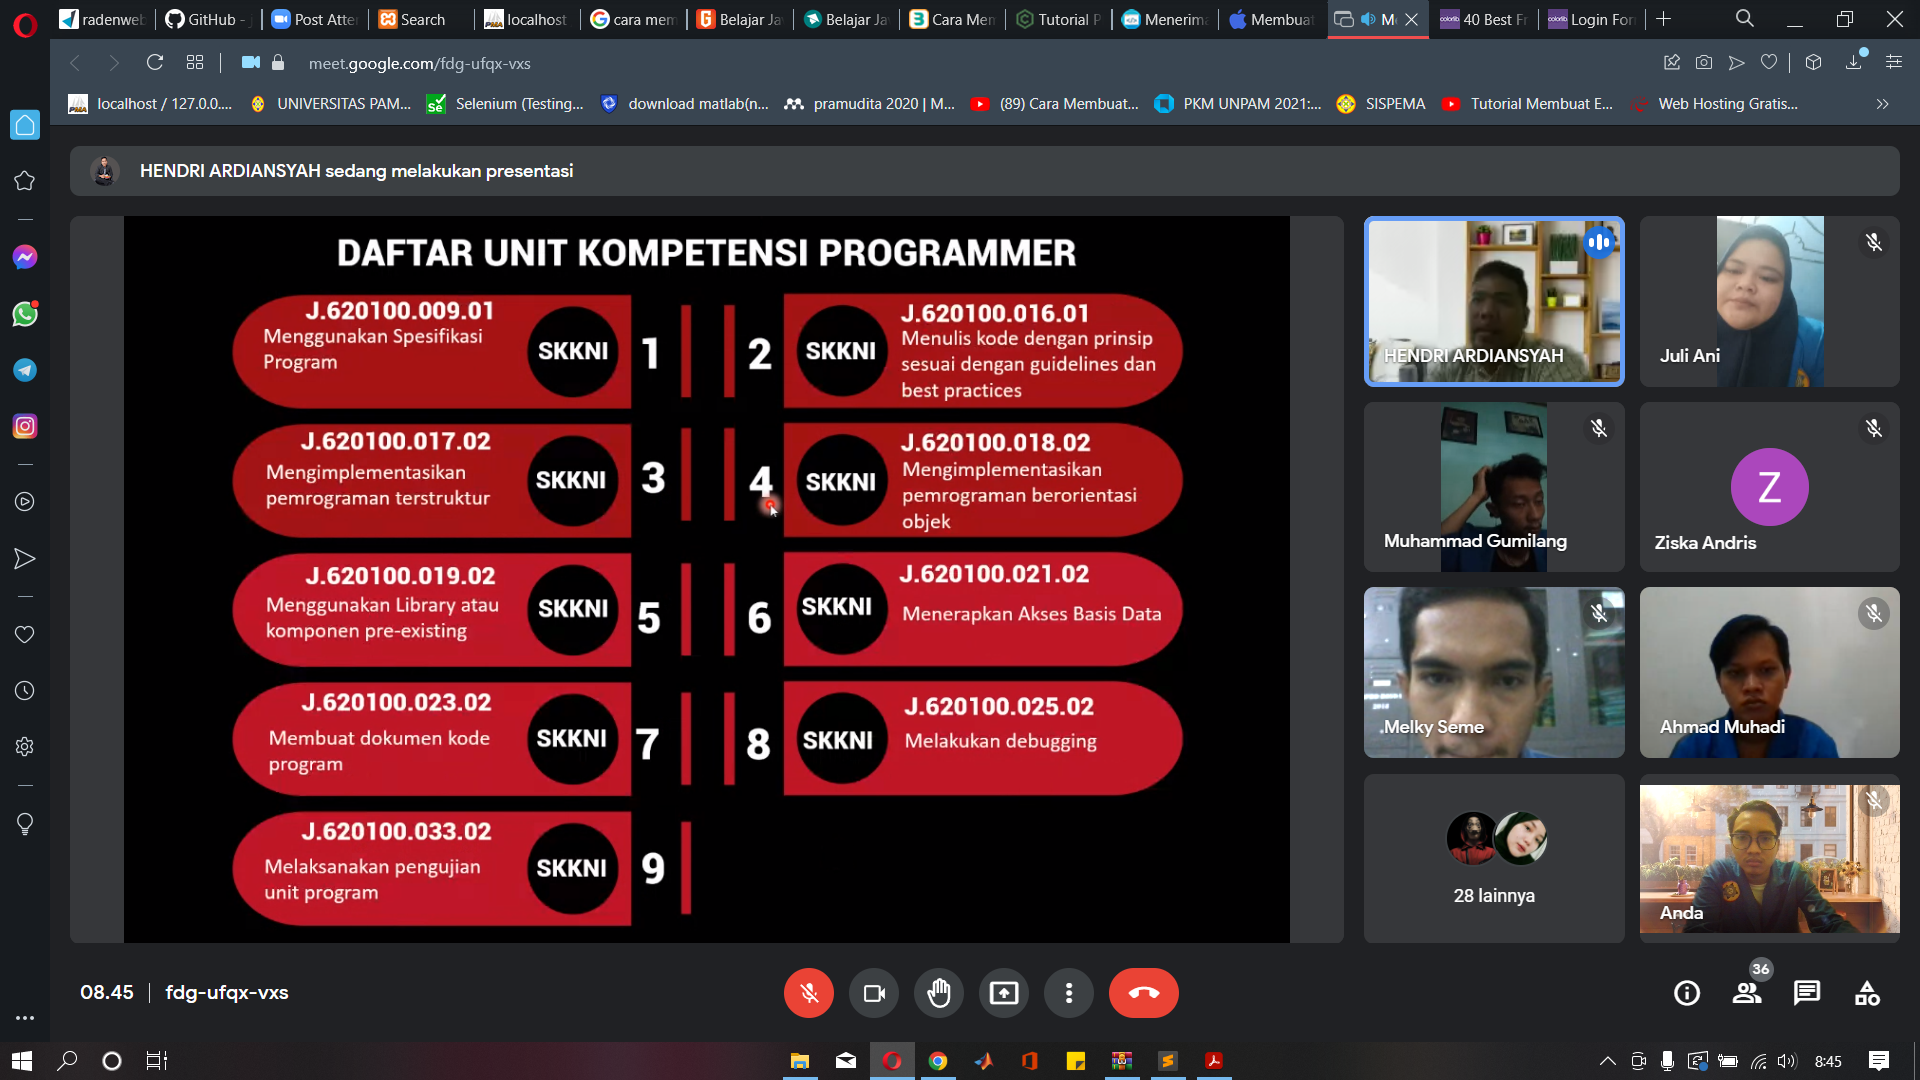 radenweb
GitHub -
Post Atte
Search
localhost
cara mem
Belajar Ja
Belajar Ja
Cara Men
Tutorial P
Menerima
Membuat
40 Best Fr
Login For
meet.google.com/fdg-ufqx-vxs
localhost / 127.0.0....
UNIVERSITAS PAM...
Selenium (Testing...
download matlab(n...
pramudita 2020 | M...
(89) Cara Membuat...
PKM UNPAM 2021:...
SISPEMA
Tutorial Membuat E...
Web Hosting Gratis...
HENDRI ARDIANSYAH sedang melakukan presentasi
DAFTAR UNIT KOMPETENSI PROGRAMMER
J.620100.009.01
Menggunakan Spesifikasi
Program
SKKNI
1
2
SKKNI
J.620100.016.01
Menulis kode dengan prinsip
sesuai dengan guidelines dan
best practices
J.620100.017.02
Mengimplementasikan
pemrograman terstruktur
SKKNI
3
4
SKKNI
J.620100.018.02
Mengimplementasikan
pemrograman berorientasi
objek
J.620100.019.02
Menggunakan Library atau
komponen pre-existing
SKKNI
5
6
SKKNI
J.620100.021.02
Menerapkan Akses Basis Data
J.620100.023.02
Membuat dokumen kode
program
SKKNI
7
8
SKKNI
J.620100.025.02
Melakukan debugging
J.620100.033.02
Melaksanakan pengujian
unit program
SKKNI
9
HENDRI ARDIANSYAH
Juli Ani
Muhammad Gumilang
Z
Ziska Andris
Melky Seme
Ahmad Muhadi
28 lainnya
Anda
08.45 | fdg-ufqx-vxs
36
8:45